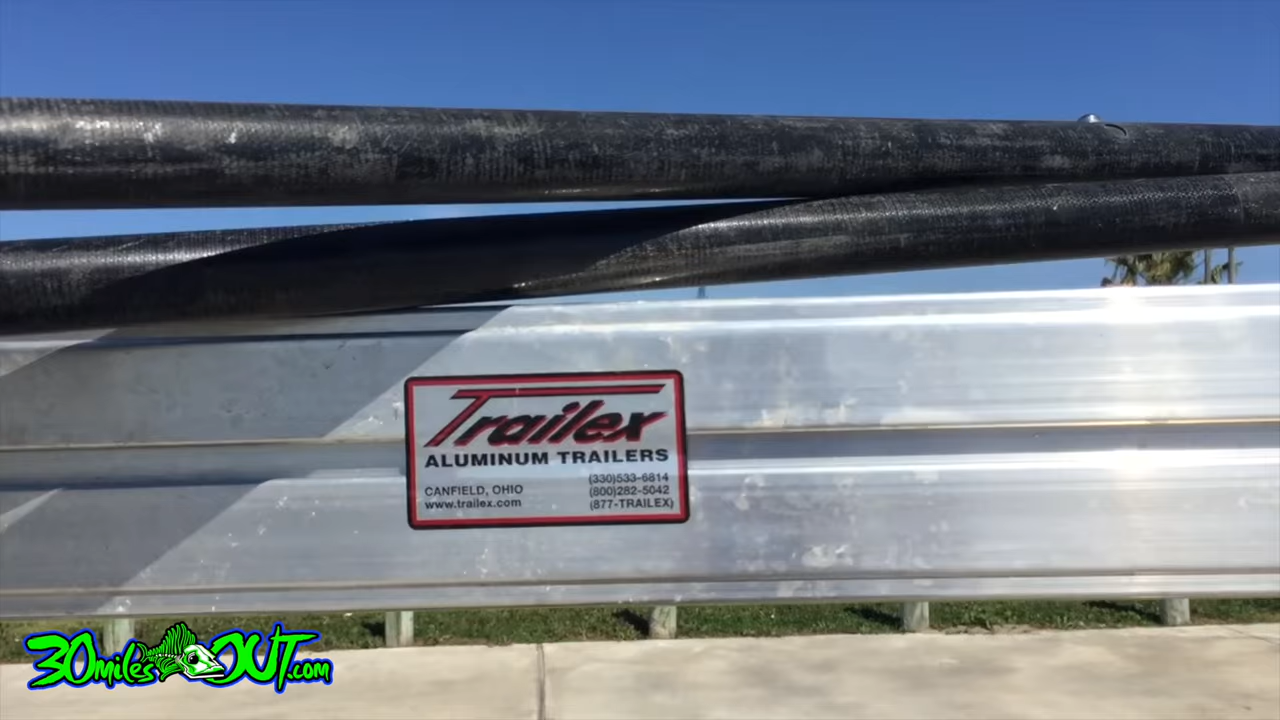 Trailex
ALUMINUM TRAILERS
CANFIELD, OHIO
www.trailex.com
(330)533-6814
(800)282-5042
(877-TRAILEX)
30milesOUT.com